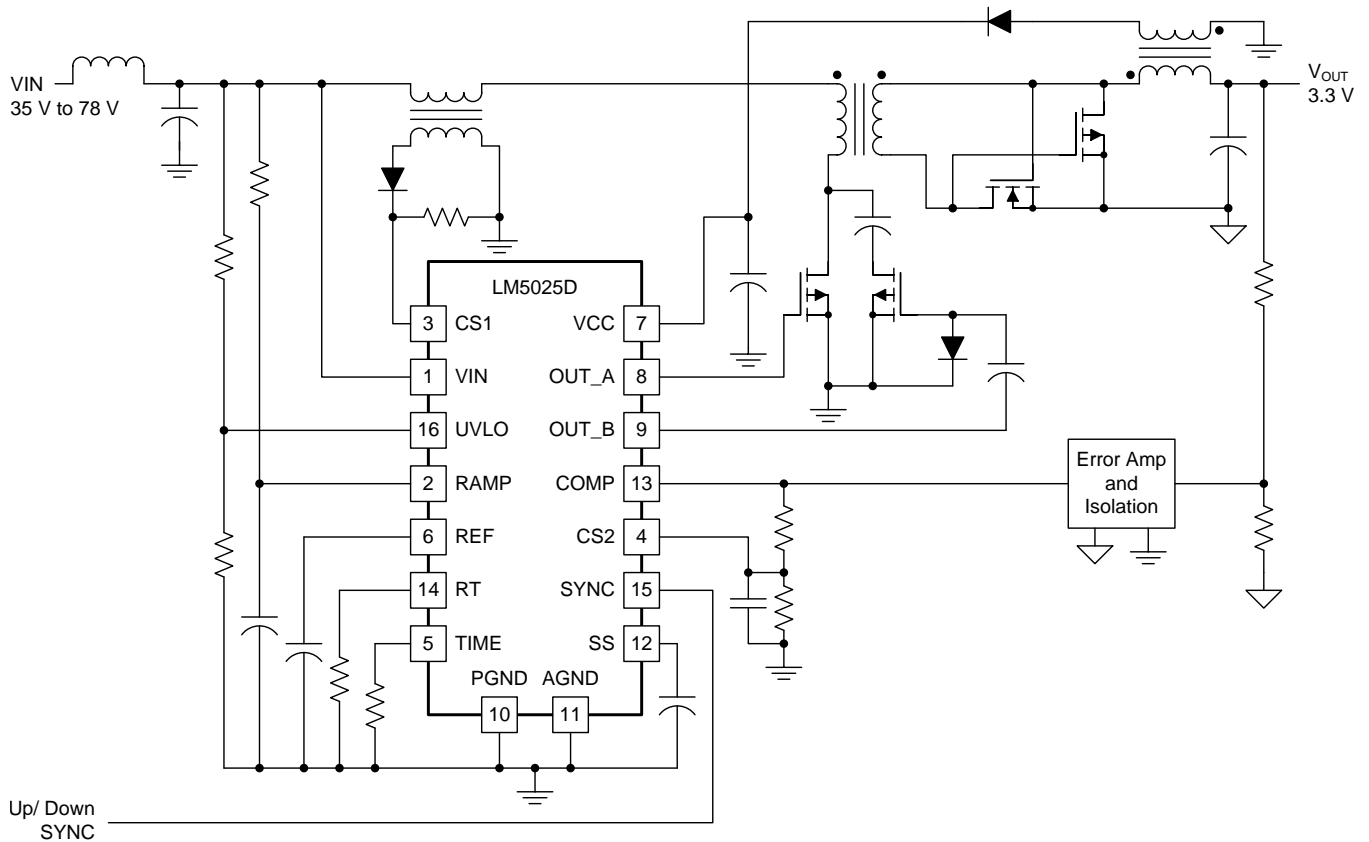 VIN
35 V to 78 V
VOUT
3.3 V
LM5025D
3 CS1
VCC 7
1 VIN
OUT_A 8
16 UVLO
OUT_B 9
2 RAMP
COMP 13
6 REF
CS2 4
14 RT
SYNC 15
5 TIME
SS 12
PGND AGND
10 11
Error Amp
and
Isolation
Up/ Down
SYNC